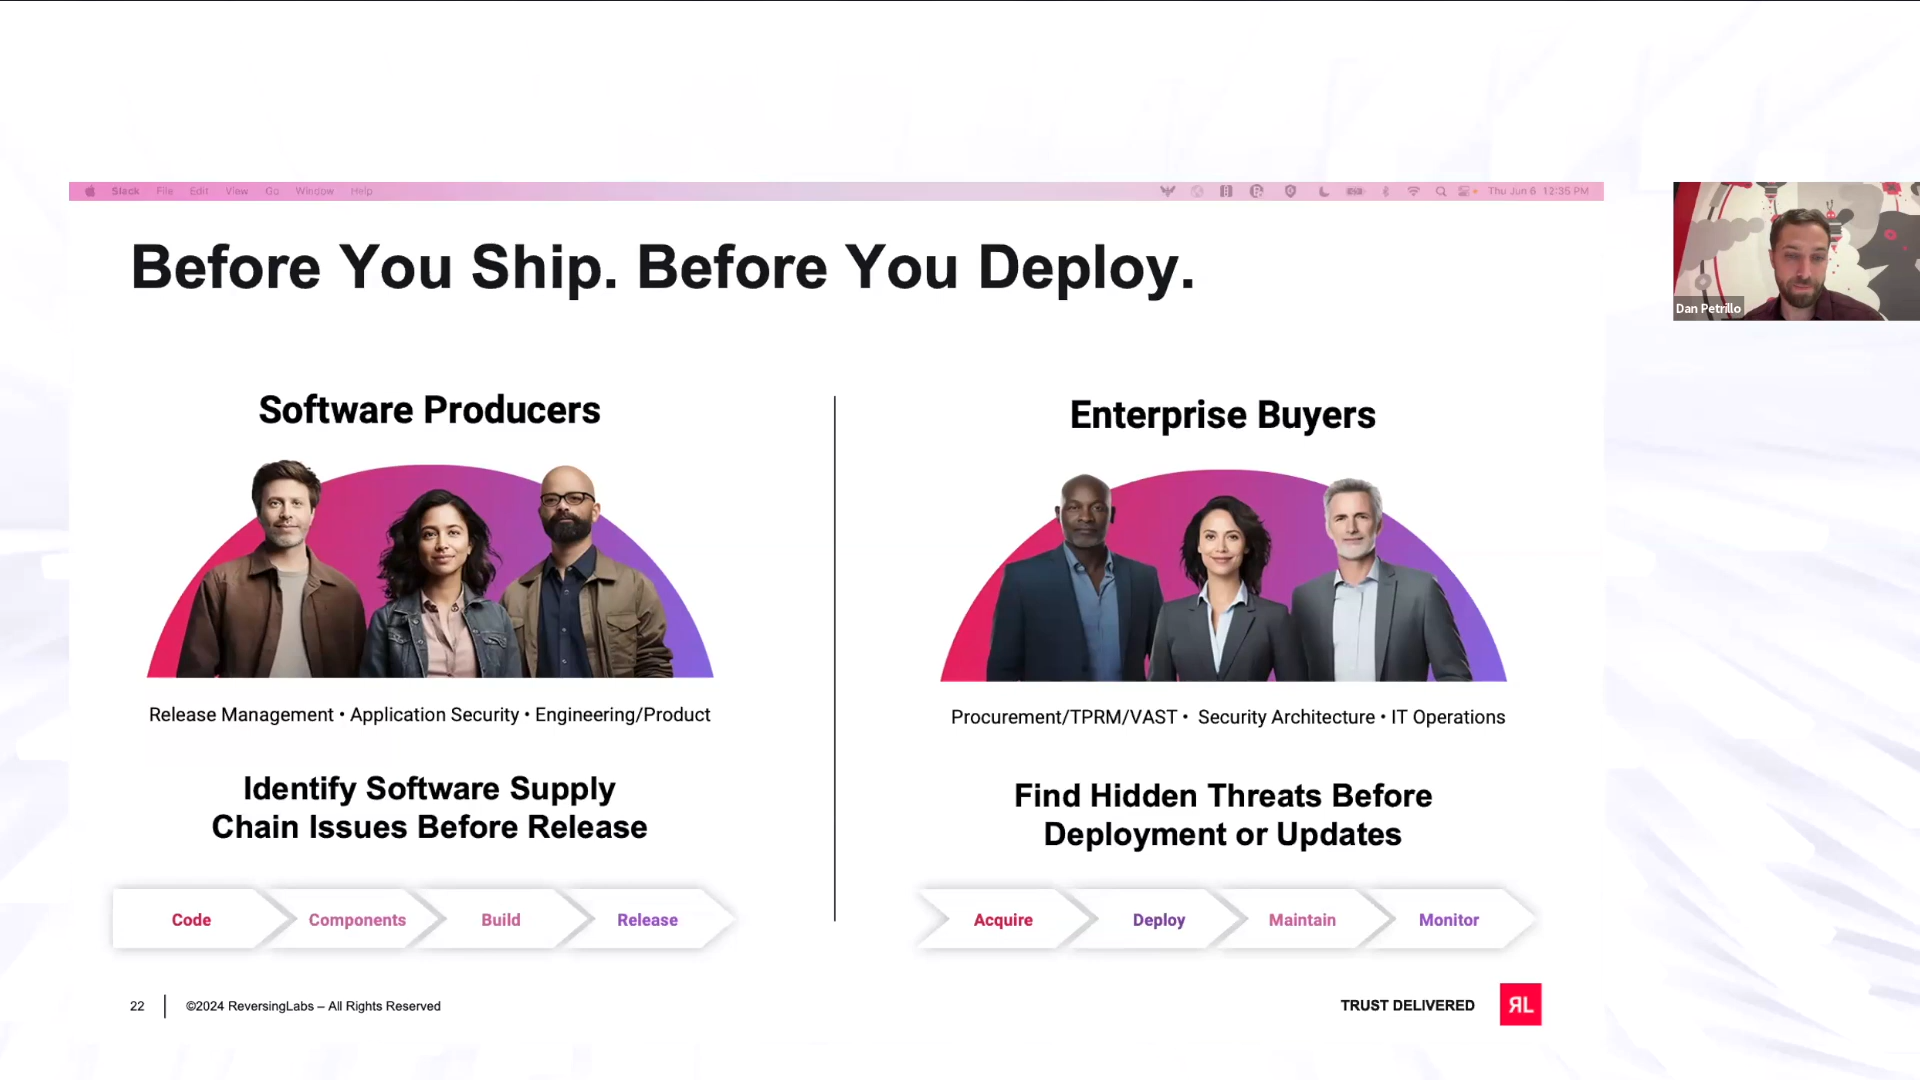 Slack File Edit View Go Window Help
Thu Jun 6 12:35 PM
Before You Ship. Before You Deploy.
Dan Petrillo
Software Producers
Release Management • Application Security • Engineering/Product
Identify Software Supply
Chain Issues Before Release
Code
Components
Build
Release
Enterprise Buyers
Procurement/TPRM/VAST • Security Architecture • IT Operations
Find Hidden Threats Before
Deployment or Updates
Acquire
Deploy
Maintain
Monitor
22
©2024 ReversingLabs – All Rights Reserved
TRUST DELIVERED
RL